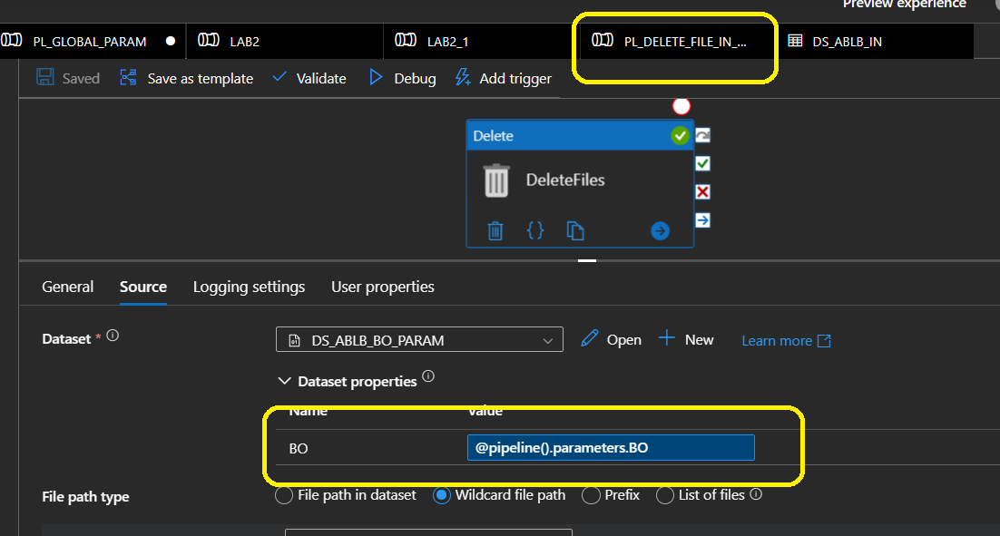 Preview experience
PL_GLOBAL_PARAM
LAB2
LAB2_1
PL_DELETE_FILE_IN_...
DS_ABLB_IN
Saved
Save as template
Validate
Debug
Add trigger
Delete
DeleteFiles
General
Source
Logging settings
User properties
Dataset *
DS_ABLB_BO_PARAM
Open
New
Learn more
Dataset properties
Name
Value
BO
@pipeline().parameters.BO
File path type
File path in dataset
Wildcard file path
Prefix
List of files